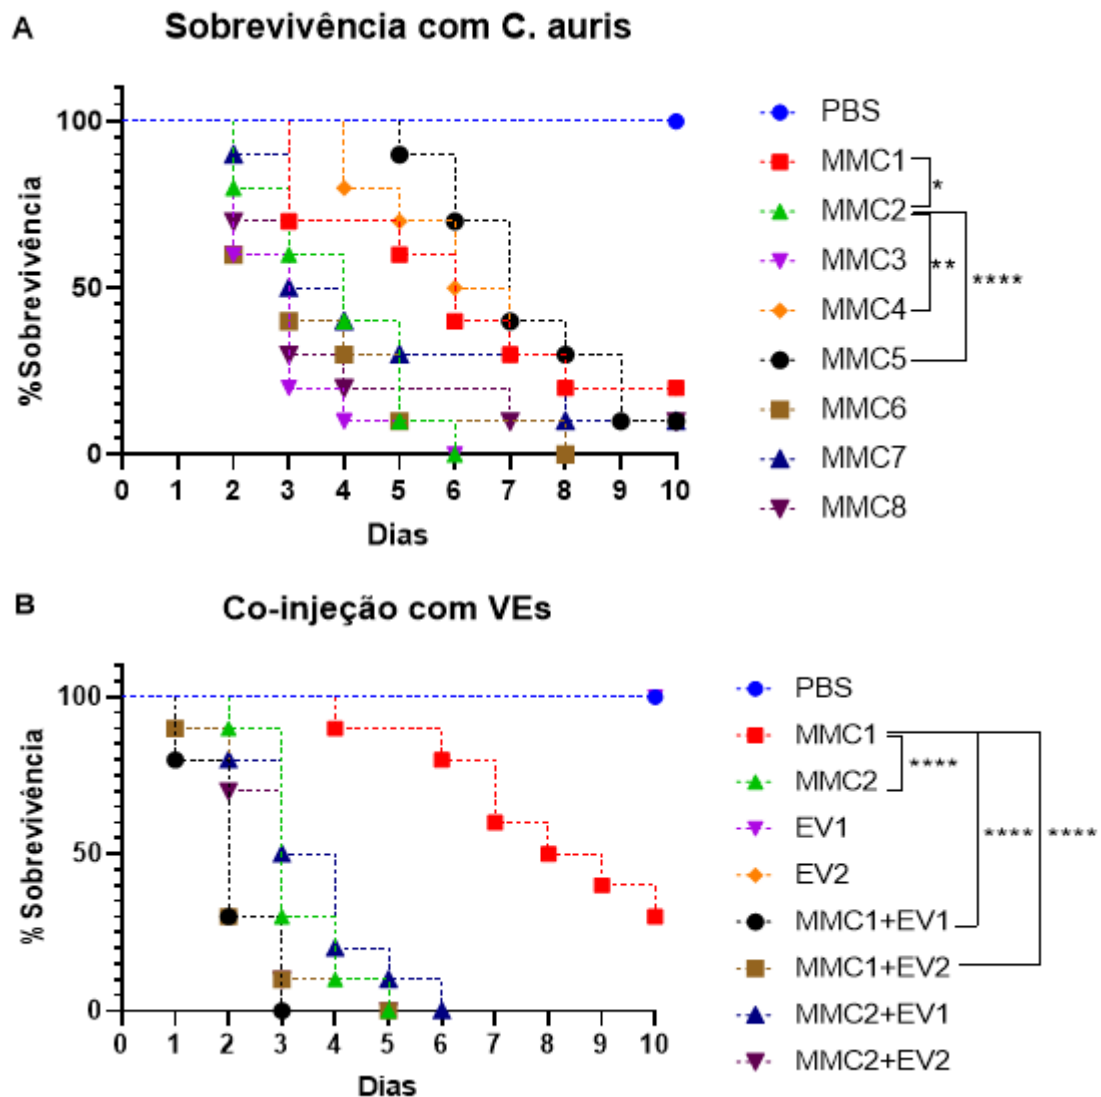 A
Sobrevivência com C. auris
%Sobrevivência
100
50
0
0 1 2 3 4 5 6 7 8 9 10
Dias
PBS
MMC1
*
MMC2
MMC3
** ****
MMC4
MMC5
MMC6
MMC7
MMC8
B
Co-injeção com VEs
% Sobrevivência
100
50
0
0 1 2 3 4 5 6 7 8 9 10
Dias
PBS
MMC1
****
MMC2
EV1
**** ****
EV2
MMC1+EV1
MMC1+EV2
MMC2+EV1
MMC2+EV2